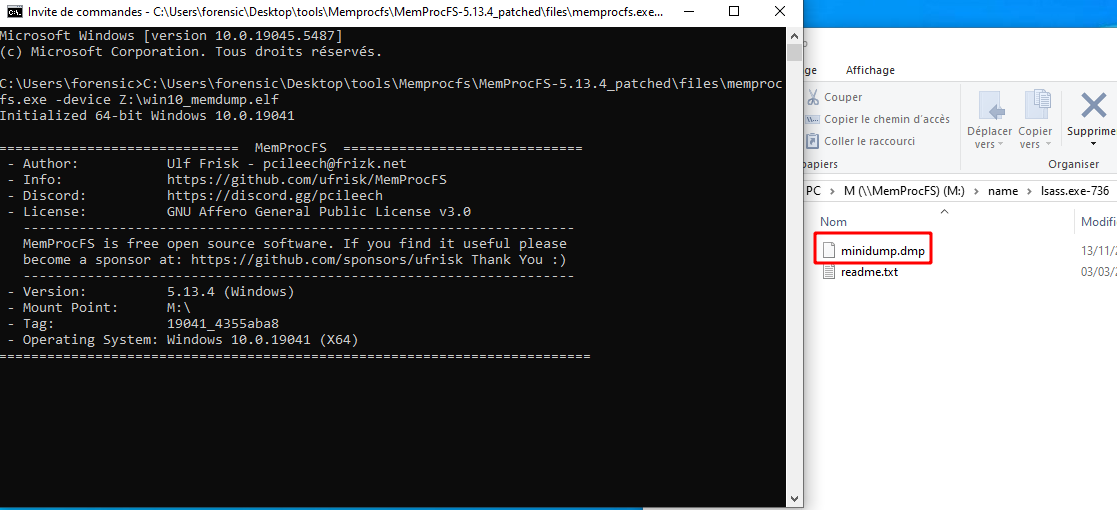 Invite de commandes - C:\Users\forensic\Desktop\tools\Memprocfs\MemProcFS-5.13.4_patched\files\memprocfs.exe...
Microsoft Windows [version 10.0.19045.5487]
(c) Microsoft Corporation. Tous droits réservés.
C:\Users\forensic>C:\Users\forensic\Desktop\tools\Memprocfs\MemProcFS-5.13.4_patched\files\memproc
fs.exe -device Z:\win10_memdump.elf
Initialized 64-bit Windows 10.0.19041
============================== MemProcFS ==============================
- Author: Ulf Frisk - pcileech@frizk.net
- Info: https://github.com/ufrisk/MemProcFS
- Discord: https://discord.gg/pcileech
- License: GNU Affero General Public License v3.0
---------------------------------------------------------------------
MemProcFS is free open source software. If you find it useful please
become a sponsor at: https://github.com/sponsors/ufrisk Thank You :)
---------------------------------------------------------------------
- Version: 5.13.4 (Windows)
- Mount Point: M:\
- Tag: 19041_4355aba8
- Operating System: Windows 10.0.19041 (X64)
==========================================================================
ge Affichage
Couper
Copier le chemin d'accès
Coller le raccourci
Déplacer vers
Copier vers
Supprime
apiers
Organiser
PC > M (\\MemProcFS) (M:) > name > lsass.exe-736
Nom Modifi
minidump.dmp 13/11/2
readme.txt 03/03/2